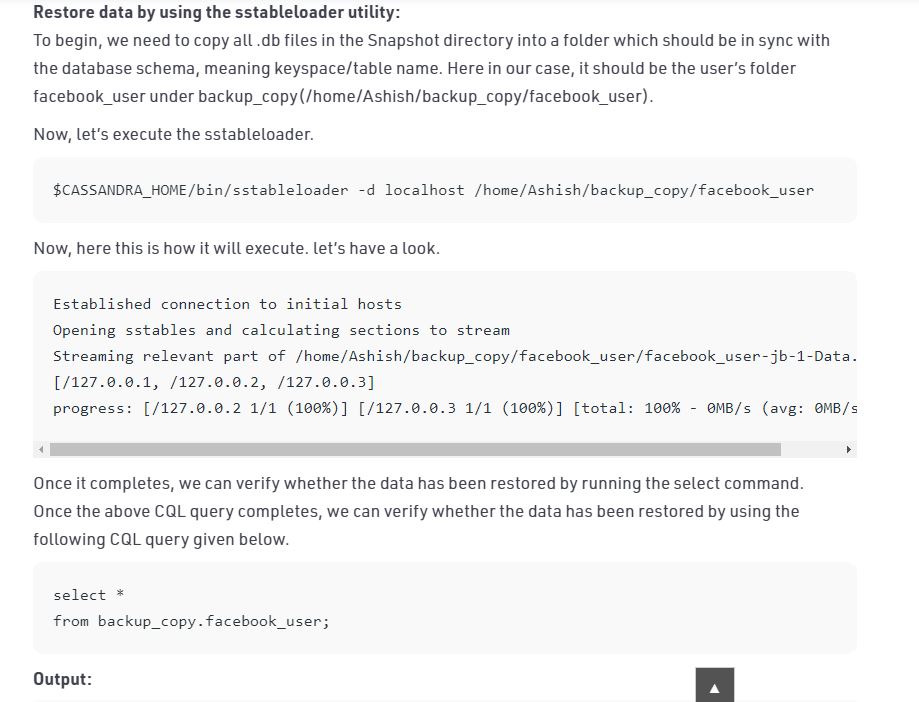 Restore data by using the sstableloader utility:
To begin, we need to copy all .db files in the Snapshot directory into a folder which should be in sync with
the database schema, meaning keyspace/table name. Here in our case, it should be the user's folder
facebook_user under backup_copy(/home/Ashish/backup_copy/facebook_user).
Now, let's execute the sstableloader.
$CASSANDRA_HOME/bin/sstableloader -d localhost /home/Ashish/backup_copy/facebook_user
Now, here this is how it will execute. let's have a look.
Established connection to initial hosts
Opening sstables and calculating sections to stream
Streaming relevant part of /home/Ashish/backup_copy/facebook_user/facebook_user-jb-1-Data.
[/127.0.0.1, /127.0.0.2, /127.0.0.3]
progress: [/127.0.0.2 1/1 (100%)] [/127.0.0.3 1/1 (100%)] [total: 100% - 0MB/s (avg: 0MB/s
Once it completes, we can verify whether the data has been restored by running the select command.
Once the above CQL query completes, we can verify whether the data has been restored by using the
following CQL query given below.
select *
from backup_copy.facebook_user;
Output: